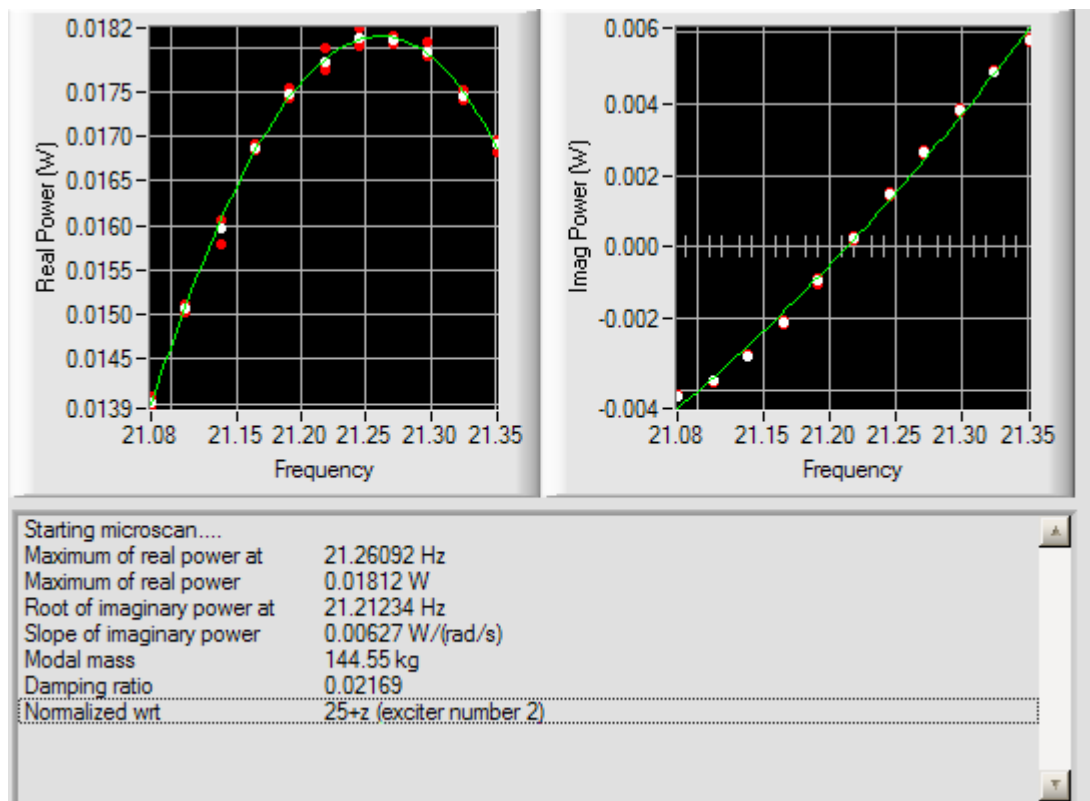 0.0182
0.0175
0.0170
0.0165
0.0160
0.0155
0.0150
0.0145
0.0139
Real Power (W)
21.08 21.15 21.20 21.25 21.30 21.35
Frequency
0.006
0.004
0.002
0.000
-0.002
-0.004
Imag Power (W)
21.08 21.15 21.20 21.25 21.30 21.35
Frequency
Starting microscan....
Maximum of real power at 21.26092 Hz
Maximum of real power 0.01812 W
Root of imaginary power at 21.21234 Hz
Slope of imaginary power 0.00627 W/(rad/s)
Modal mass 144.55 kg
Damping ratio 0.02169
Normalized wrt 25+z (exciter number 2)